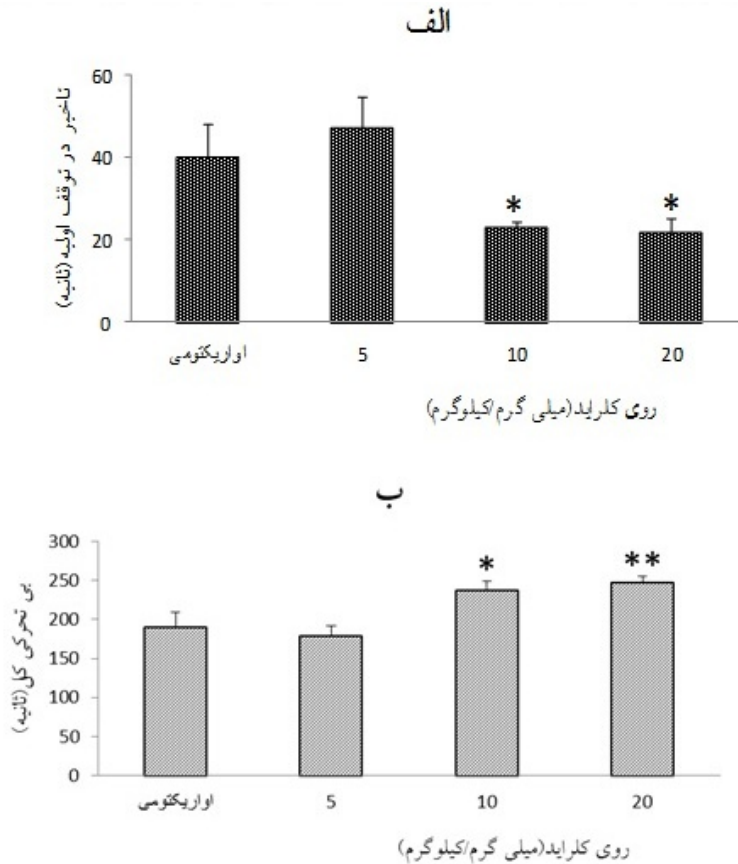 الف
تاخیر در توقف اولیه (ثانیه)
60
40
20
0
*
*
اواریکتومی 5 10 20
روی کلراید(میلی گرم/کیلوگرم)
ب
بی تحرکی کل(ثانیه)
300
250
200
150
100
50
0
*
**
اواریکتومی 5 10 20
روی کلراید(میلی گرم/کیلوگرم)